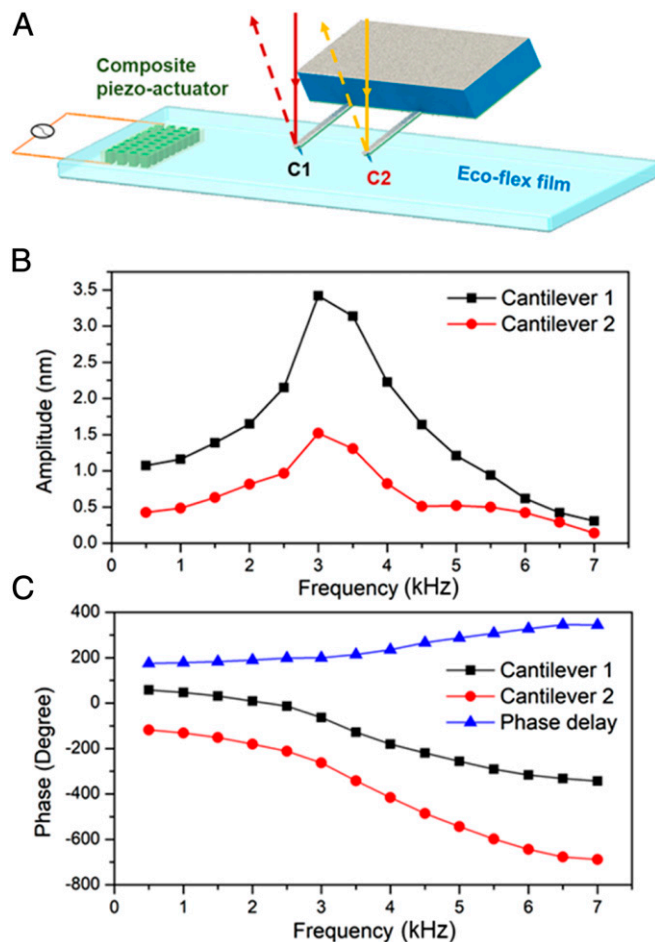 A
Composite
piezo-actuator
C1
C2
Eco-flex film
B
Amplitude (nm)
3.5
3.0
2.5
2.0
1.5
1.0
0.5
0.0
Cantilever 1
Cantilever 2
0 1 2 3 4 5 6 7
Frequency (kHz)
C
Phase (Degree)
400
200
0
-200
-400
-600
-800
Cantilever 1
Cantilever 2
Phase delay
0 1 2 3 4 5 6 7
Frequency (kHz)